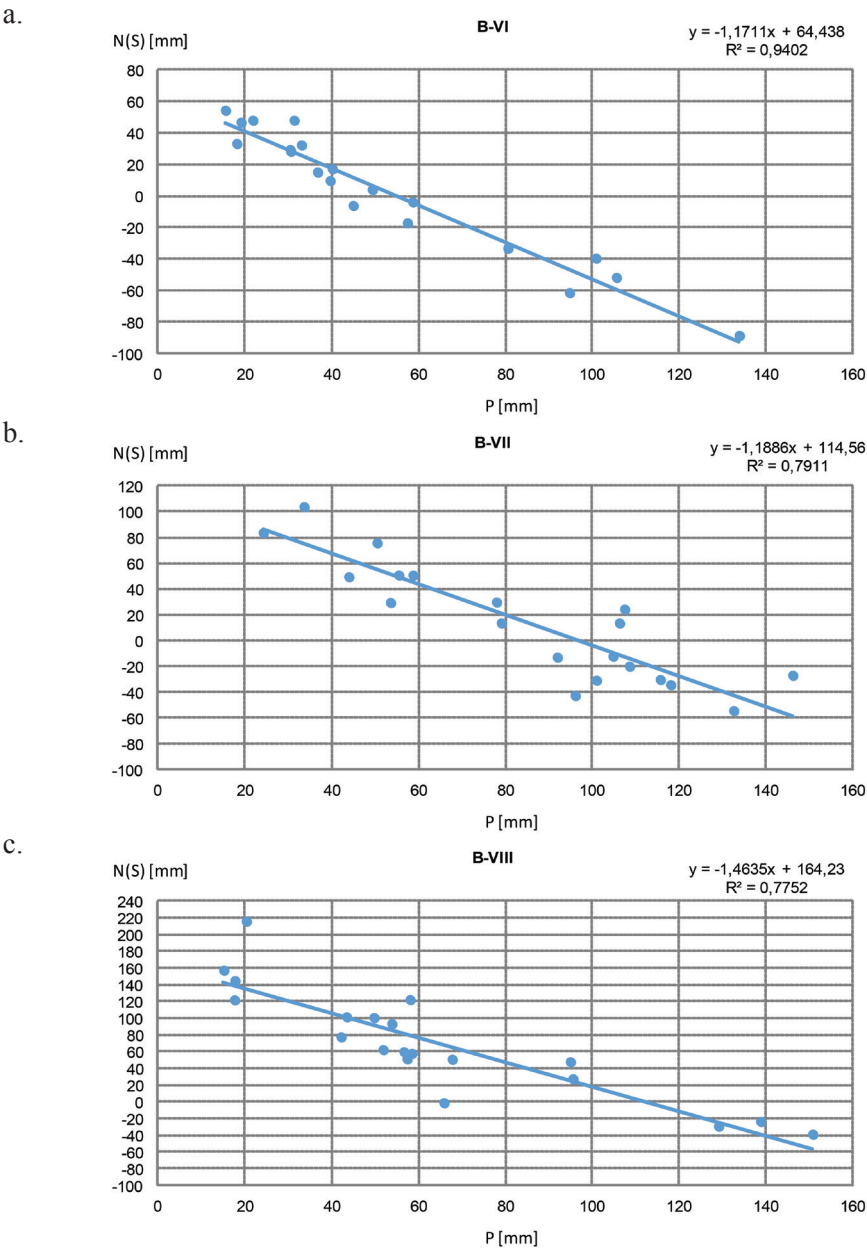 a.
B-VI
N(S) [mm]
y = -1,1711x + 64,438
R² = 0,9402
80
60
40
20
0
-20
-40
-60
-80
-100
0 20 40 60 80 100 120 140 160
P [mm]
b.
B-VII
N(S) [mm]
y = -1,1886x + 114,56
R² = 0,7911
120
100
80
60
40
20
0
-20
-40
-60
-80
-100
0 20 40 60 80 100 120 140 160
P [mm]
c.
B-VIII
N(S) [mm]
y = -1,4635x + 164,23
R² = 0,7752
240
220
200
180
160
140
120
100
80
60
40
20
0
-20
-40
-60
-80
-100
0 20 40 60 80 100 120 140 160
P [mm]